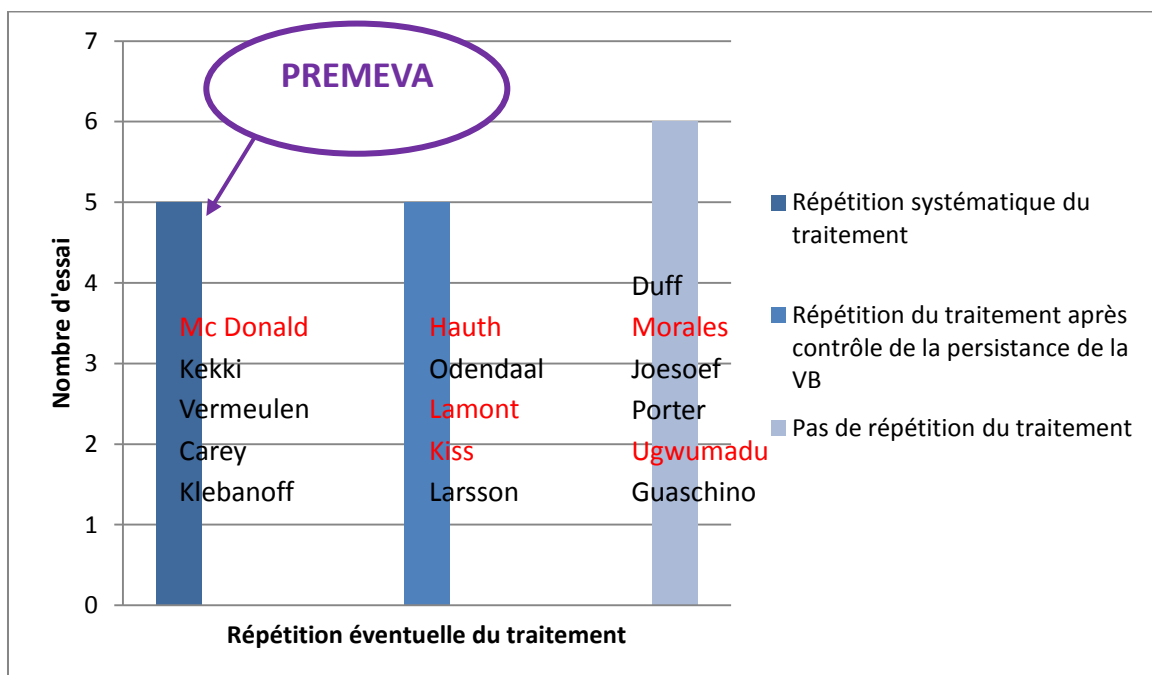 PREMEVA
7
6
5
4
3
2
1
0
Nombre d'essai
Mc Donald
Kekki
Vermeulen
Carey
Klebanoff
Hauth
Odendaal
Lamont
Kiss
Larsson
Duff
Morales
Joesoef
Porter
Ugwumadu
Guaschino
Répétition éventuelle du traitement
Répétition systématique du
traitement
Répétition du traitement après
contrôle de la persistance de la
VB
Pas de répétition du traitement